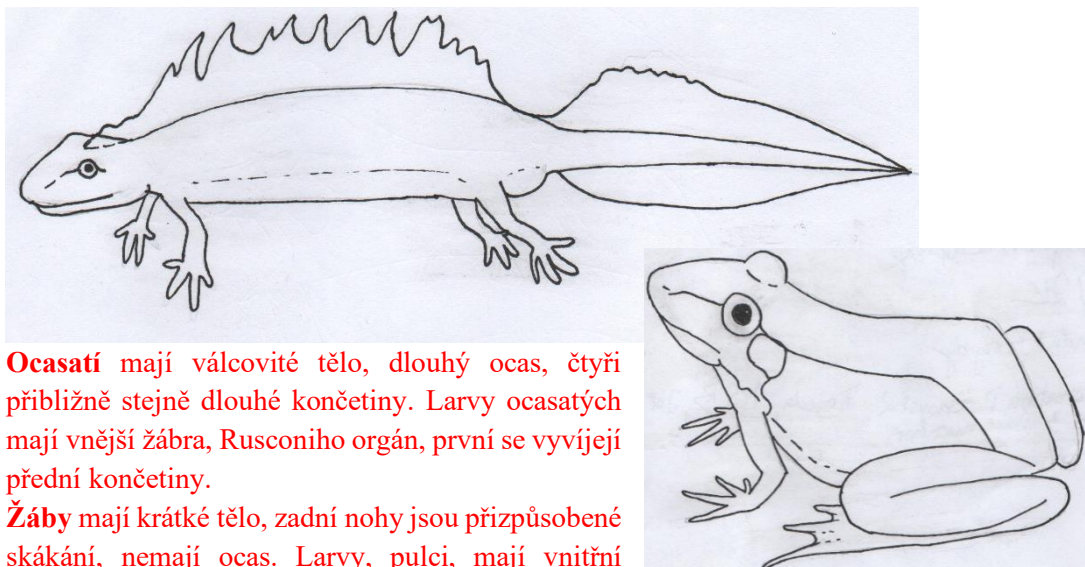 Ocasatí mají válcovité tělo, dlouhý ocas, čtyři
přibližně stejně dlouhé končetiny. Larvy ocasatých
mají vnější žábra, Rusconiho orgán, první se vyvíjejí
přední končetiny.
Žáby mají krátké tělo, zadní nohy jsou přizpůsobené
skákání, nemají ocas. Larvy, pulci, mají vnitřní